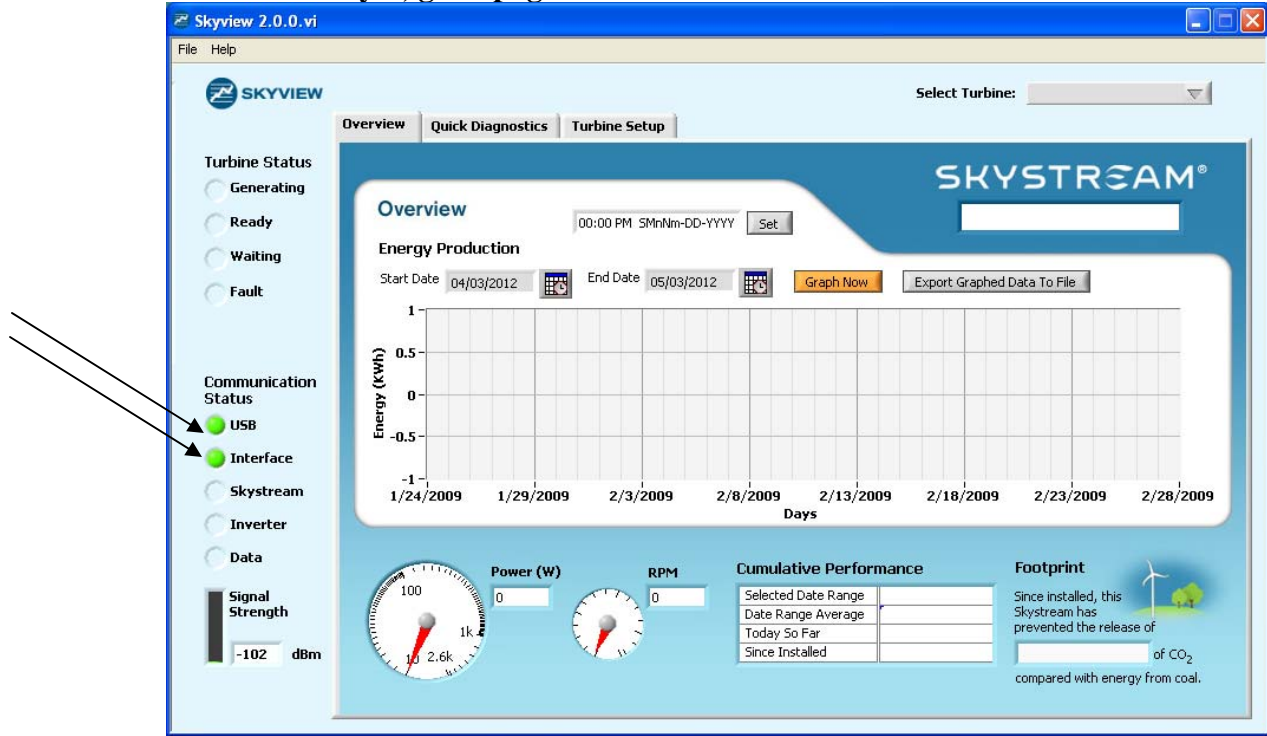 Skyview 2.0.0.vi
File Help
SKYVIEW
Select Turbine:
Overview Quick Diagnostics Turbine Setup
Turbine Status
Generating
Ready
Waiting
Fault
SKYSTREAM®
Overview
00:00 PM SMnNm-DD-YYYY Set
Energy Production
Start Date 04/03/2012 End Date 05/03/2012 Graph Now Export Graphed Data To File
1
0.5
0
-0.5
-1
Energy (KWh)
1/24/2009 1/29/2009 2/3/2009 2/8/2009 2/13/2009 2/18/2009 2/23/2009 2/28/2009
Days
Communication
Status
USB
Interface
Skystream
Inverter
Data
Signal
Strength
-102 dBm
100
1k
10 2.6k
Power (W)
0
RPM
0
Cumulative Performance
Selected Date Range
Date Range Average
Today So Far
Since Installed
Footprint
Since installed, this
Skystream has
prevented the release of
of CO₂
compared with energy from coal.